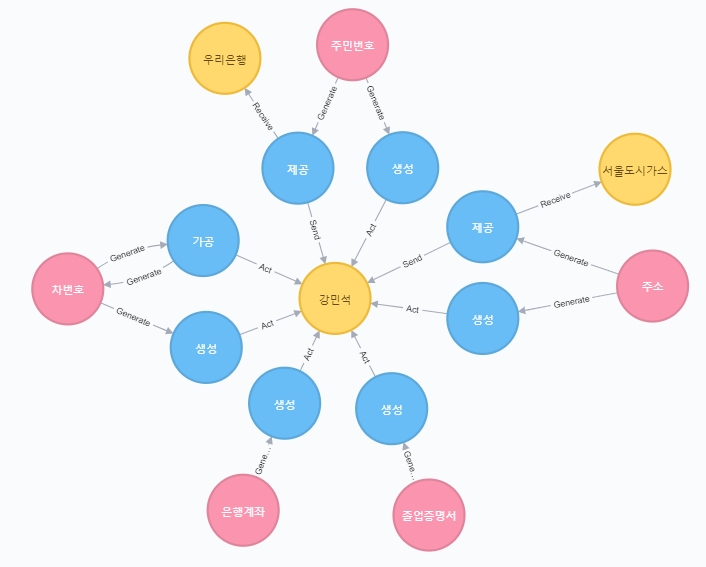 주민번호
우리은행
Generate
Generate
Receive
제공
생성
서울도시가스
Receive
Send
Act
제공
가공
Generate
Generate
Act
Send
Generate
차번호
강민석
주소
Generate
Act
Act
Generate
생성
생성
Act
Act
생성
생성
Gene...
Gene...
은행계좌
졸업증명서